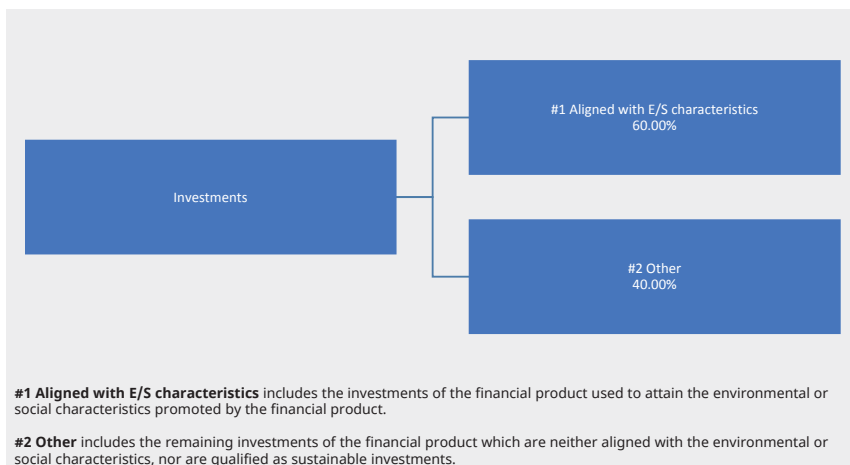 #1 Aligned with E/S characteristics
60.00%
Investments
#2 Other
40.00%
#1 Aligned with E/S characteristics includes the investments of the financial product used to attain the environmental or
social characteristics promoted by the financial product.
#2 Other includes the remaining investments of the financial product which are neither aligned with the environmental or
social characteristics, nor are qualified as sustainable investments.